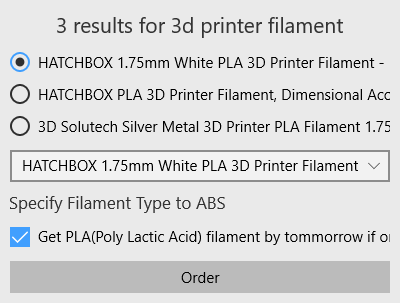 3 results for 3d printer filament
HATCHBOX 1.75mm White PLA 3D Printer Filament -
HATCHBOX PLA 3D Printer Filament, Dimensional Acc
3D Solutech Silver Metal 3D Printer PLA Filament 1.75
HATCHBOX 1.75mm White PLA 3D Printer Filament
Specify Filament Type to ABS
Get PLA(Poly Lactic Acid) filament by tommorrow if or
Order